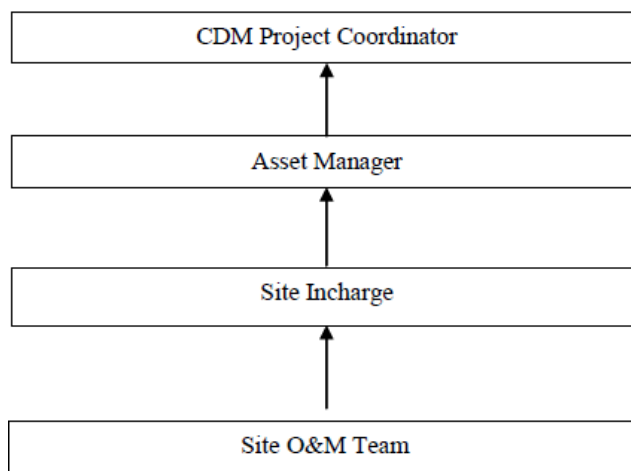 CDM Project Coordinator
Asset Manager
Site Incharge
Site O&M Team